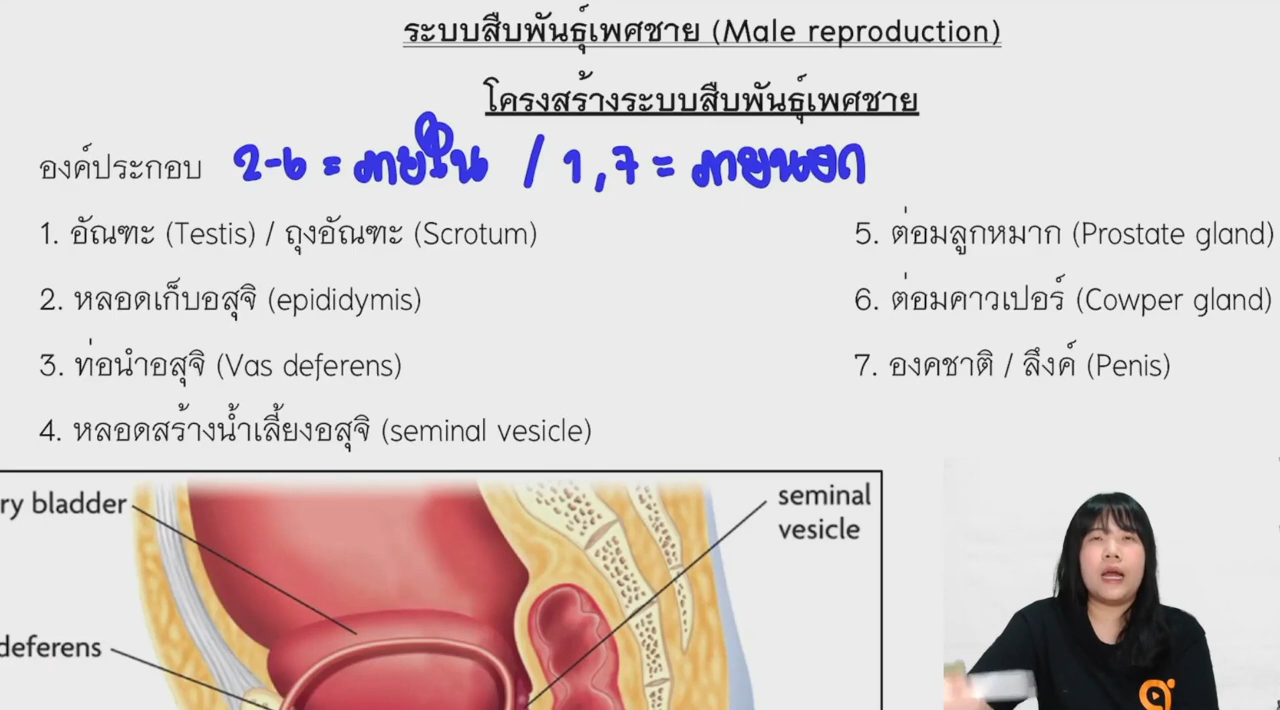 ระบบสืบพันธุ์เพศชาย (Male reproduction)
โครงสร้างระบบสืบพันธุ์เพศชาย
องค์ประกอบ 2-6 = ภายใน / 1,7 = ภายนอก
1. อัณฑะ (Testis) / ถุงอัณฑะ (Scrotum)
2. หลอดเก็บอสุจิ (epididymis)
3. ท่อนำอสุจิ (Vas deferens)
4. หลอดสร้างน้ำเลี้ยงอสุจิ (seminal vesicle)
5. ต่อมลูกหมาก (Prostate gland)
6. ต่อมคาวเปอร์ (Cowper gland)
7. องคชาติ / ลึงค์ (Penis)
ry bladder
seminal
vesicle
deferens